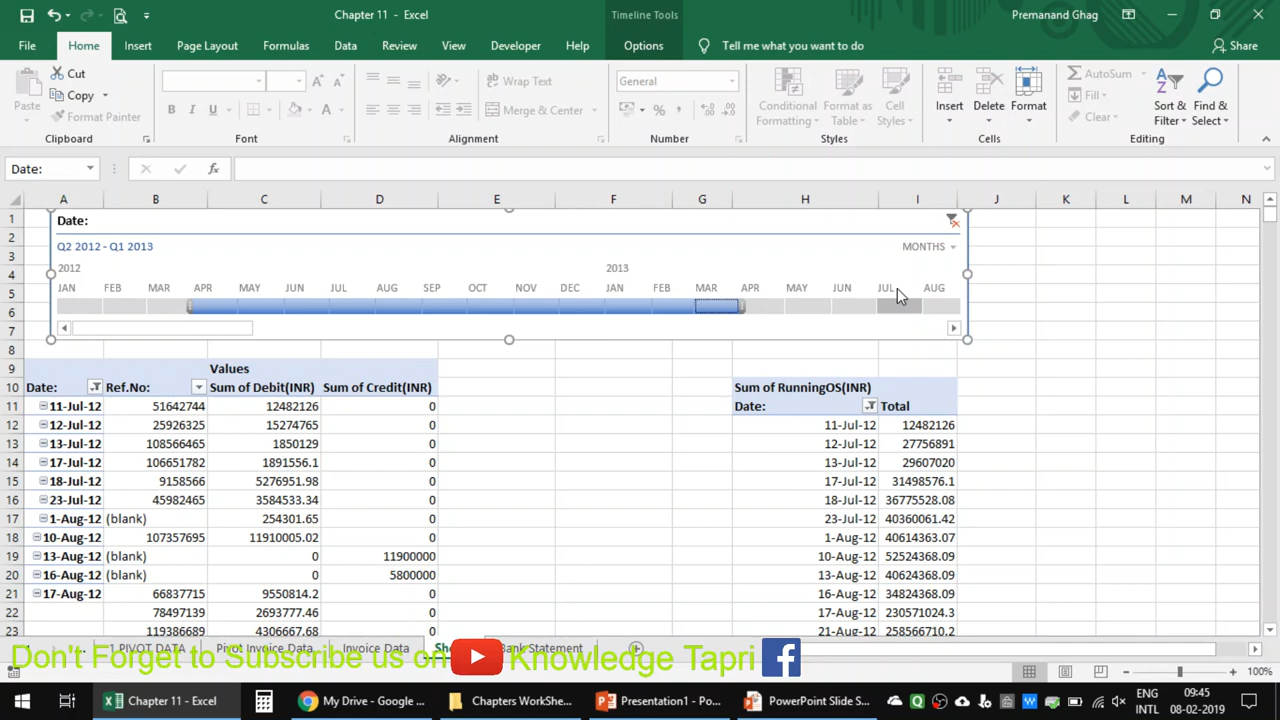 Chapter 11 - Excel
Timeline Tools
Premanand Ghag
File Home Insert Page Layout Formulas Data Review View Developer Help Options Tell me what you want to do Share
Paste
Cut
Copy
Format Painter
B I U
Wrap Text
Merge & Center
General
%
Conditional Formatting
Format as Table
Cell Styles
Insert
Delete
Format
AutoSum
Fill
Clear
Sort & Filter
Find & Select
Clipboard Font Alignment Number Styles Cells Editing
Date: fx
A B C D E F G H I J K L M N
1 Date:
2 Q2 2012 - Q1 2013 MONTHS
3
4 2012 2013
5 JAN FEB MAR APR MAY JUN JUL AUG SEP OCT NOV DEC JAN FEB MAR APR MAY JUN JUL AUG
6
7
8
9 Values
10 Date: Ref.No: Sum of Debit(INR) Sum of Credit(INR) Sum of RunningOS(INR)
11 11-Jul-12 51642744 12482126 0 Date: Total
12 12-Jul-12 25926325 15274765 0 11-Jul-12 12482126
13 13-Jul-12 108566465 1850129 0 12-Jul-12 27756891
14 17-Jul-12 106651782 1891556.1 0 13-Jul-12 29607020
15 18-Jul-12 9158566 5276951.98 0 17-Jul-12 31498576.1
16 23-Jul-12 45982465 3584533.34 0 18-Jul-12 36775528.08
17 1-Aug-12 (blank) 254301.65 0 23-Jul-12 40360061.42
18 10-Aug-12 107357695 11910005.02 0 1-Aug-12 40614363.07
19 13-Aug-12 (blank) 0 11900000 10-Aug-12 52524368.09
20 16-Aug-12 (blank) 0 5800000 13-Aug-12 40624368.09
21 17-Aug-12 66837715 9550814.2 0 16-Aug-12 34824368.09
22 78497139 2693777.46 0 17-Aug-12 230571024.3
23 119386689 4306667.68 0 21-Aug-12 258566710.2
1 PIVOT DATA Pivot Invoice Data Invoice Data Bank Statement
Don't Forget to Subscribe us on YouTube Knowledge Tapri f
100%
Chapter 11 - Excel
My Drive - Google ...
Chapters WorkShee...
Presentation1 - Po...
PowerPoint Slide S...
ENG
INTL
09:45
08-02-2019